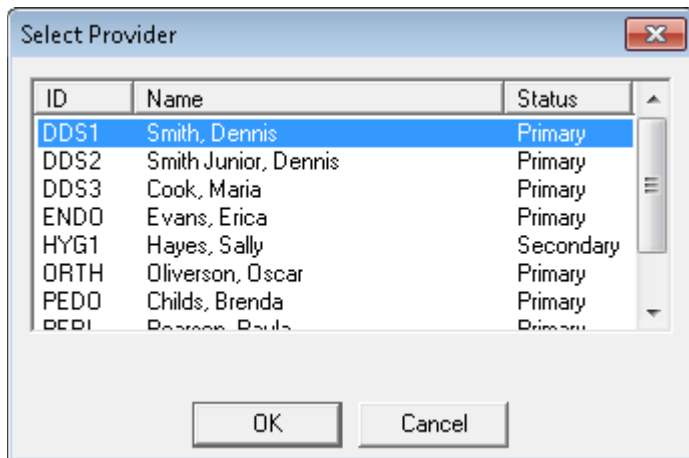 Select Provider
ID Name Status
DDS1 Smith, Dennis Primary
DDS2 Smith Junior, Dennis Primary
DDS3 Cook, Maria Primary
ENDO Evans, Erica Primary
HYG1 Hayes, Sally Secondary
ORTH Oliverson, Oscar Primary
PEDO Childs, Brenda Primary
Primary
OK Cancel